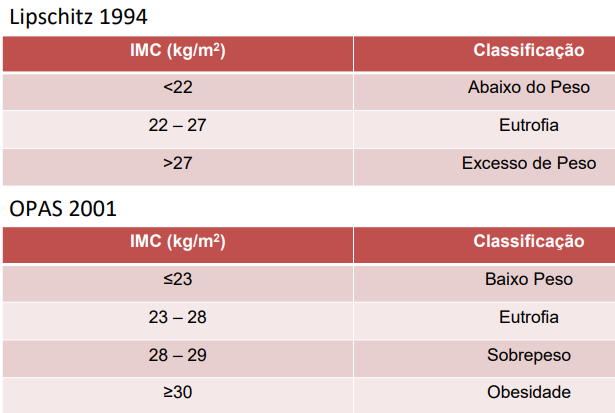 Lipschitz 1994
IMC (kg/m²) Classificação
<22 Abaixo do Peso
22 – 27 Eutrofia
>27 Excesso de Peso
OPAS 2001
IMC (kg/m²) Classificação
≤23 Baixo Peso
23 – 28 Eutrofia
28 – 29 Sobrepeso
≥30 Obesidade